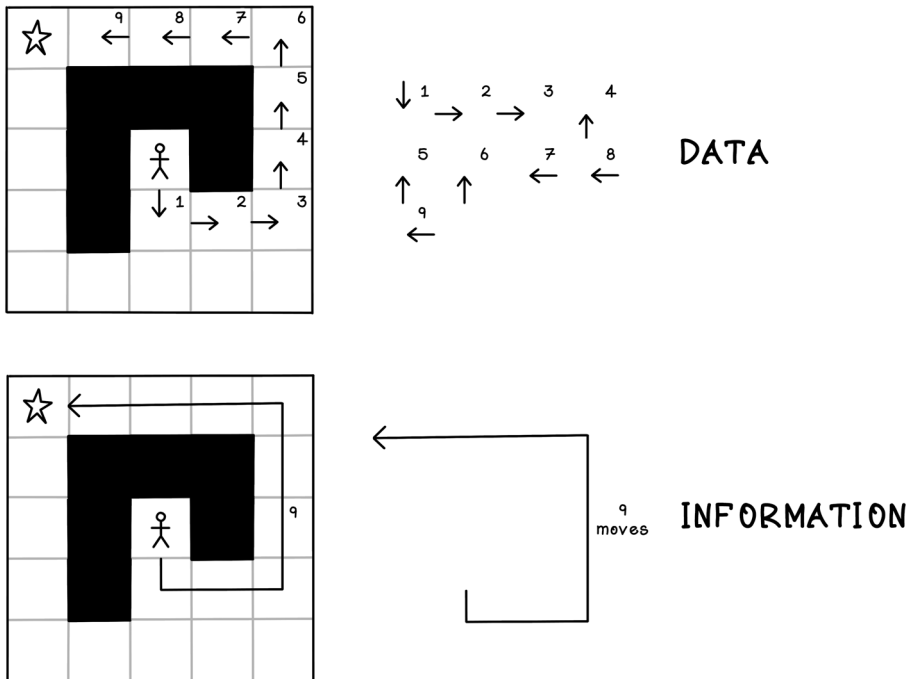 9 8 7 6
5
4
1 2 3
1 2 3 4
5 6 7 8
9
DATA
9
9
moves
INFORMATION